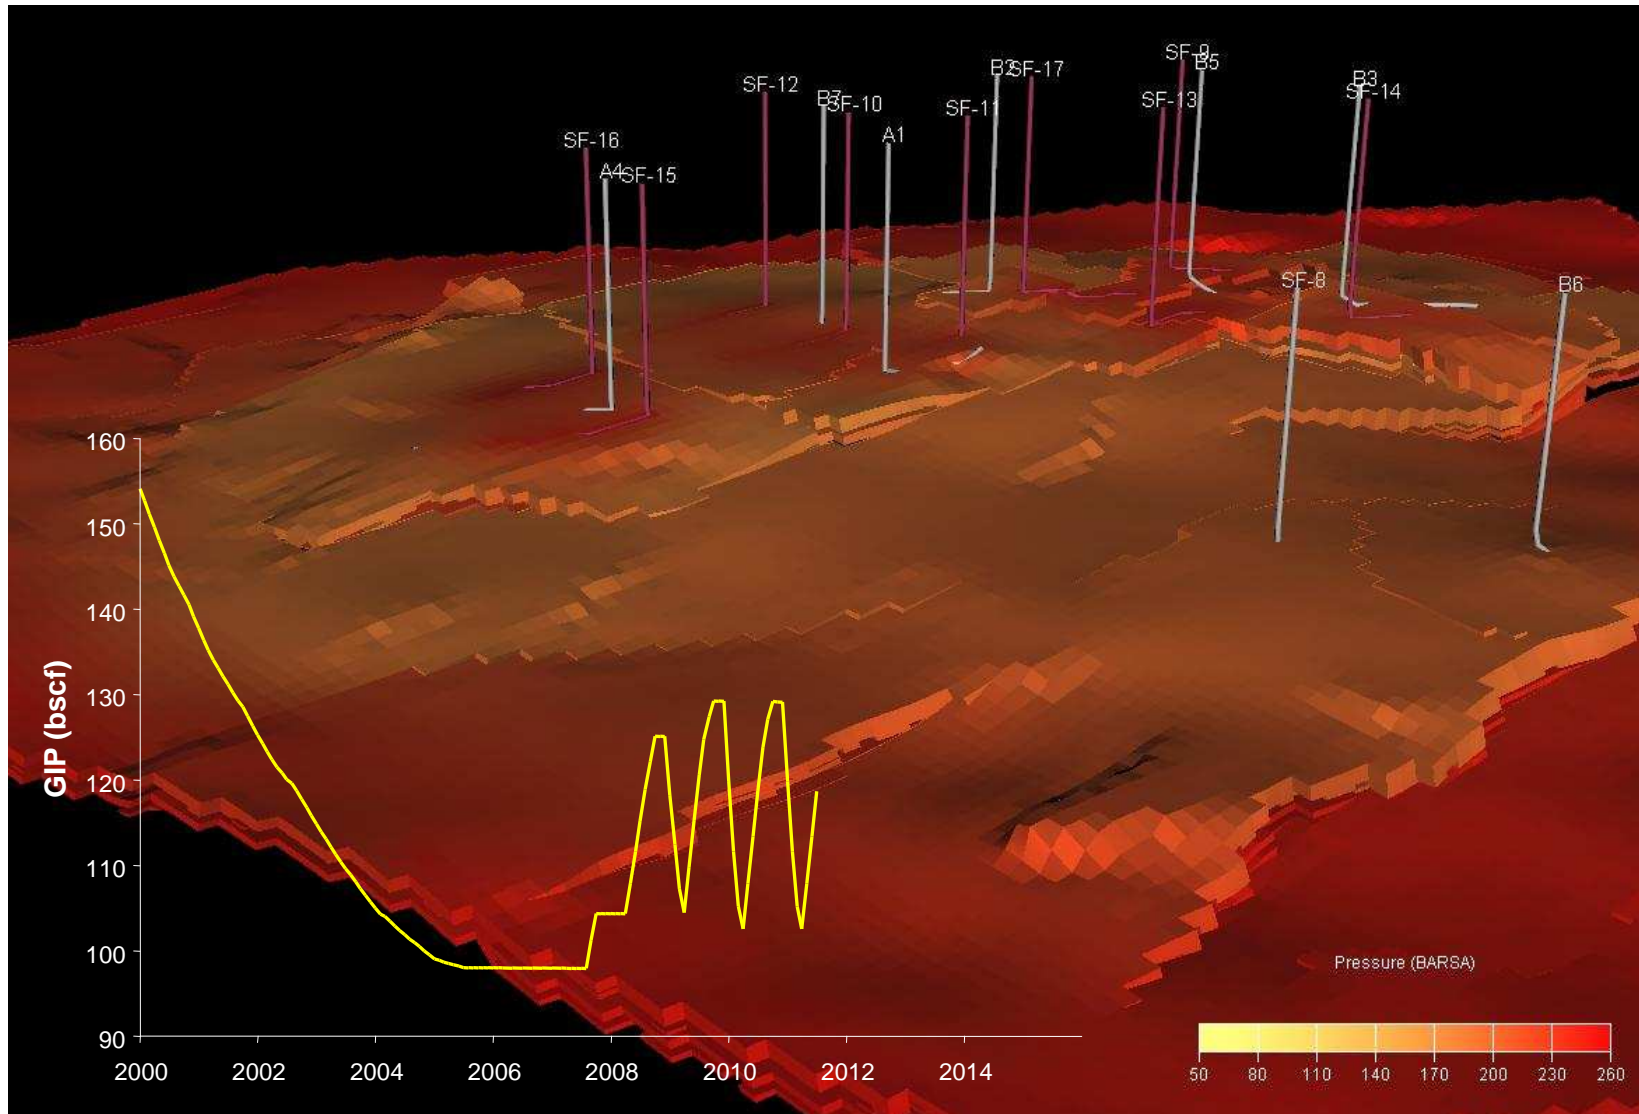 SF-9
B5
B2 SF-17
B3
SF-14
SF-12
B7 SF-10
SF-11
SF-13
A1
SF-16
A4 SF-15
SF-8
B6
160
150
140
130
120
110
100
90
GIP (bscf)
2000 2002 2004 2006 2008 2010 2012 2014
Pressure (BARSA)
50 80 110 140 170 200 230 260